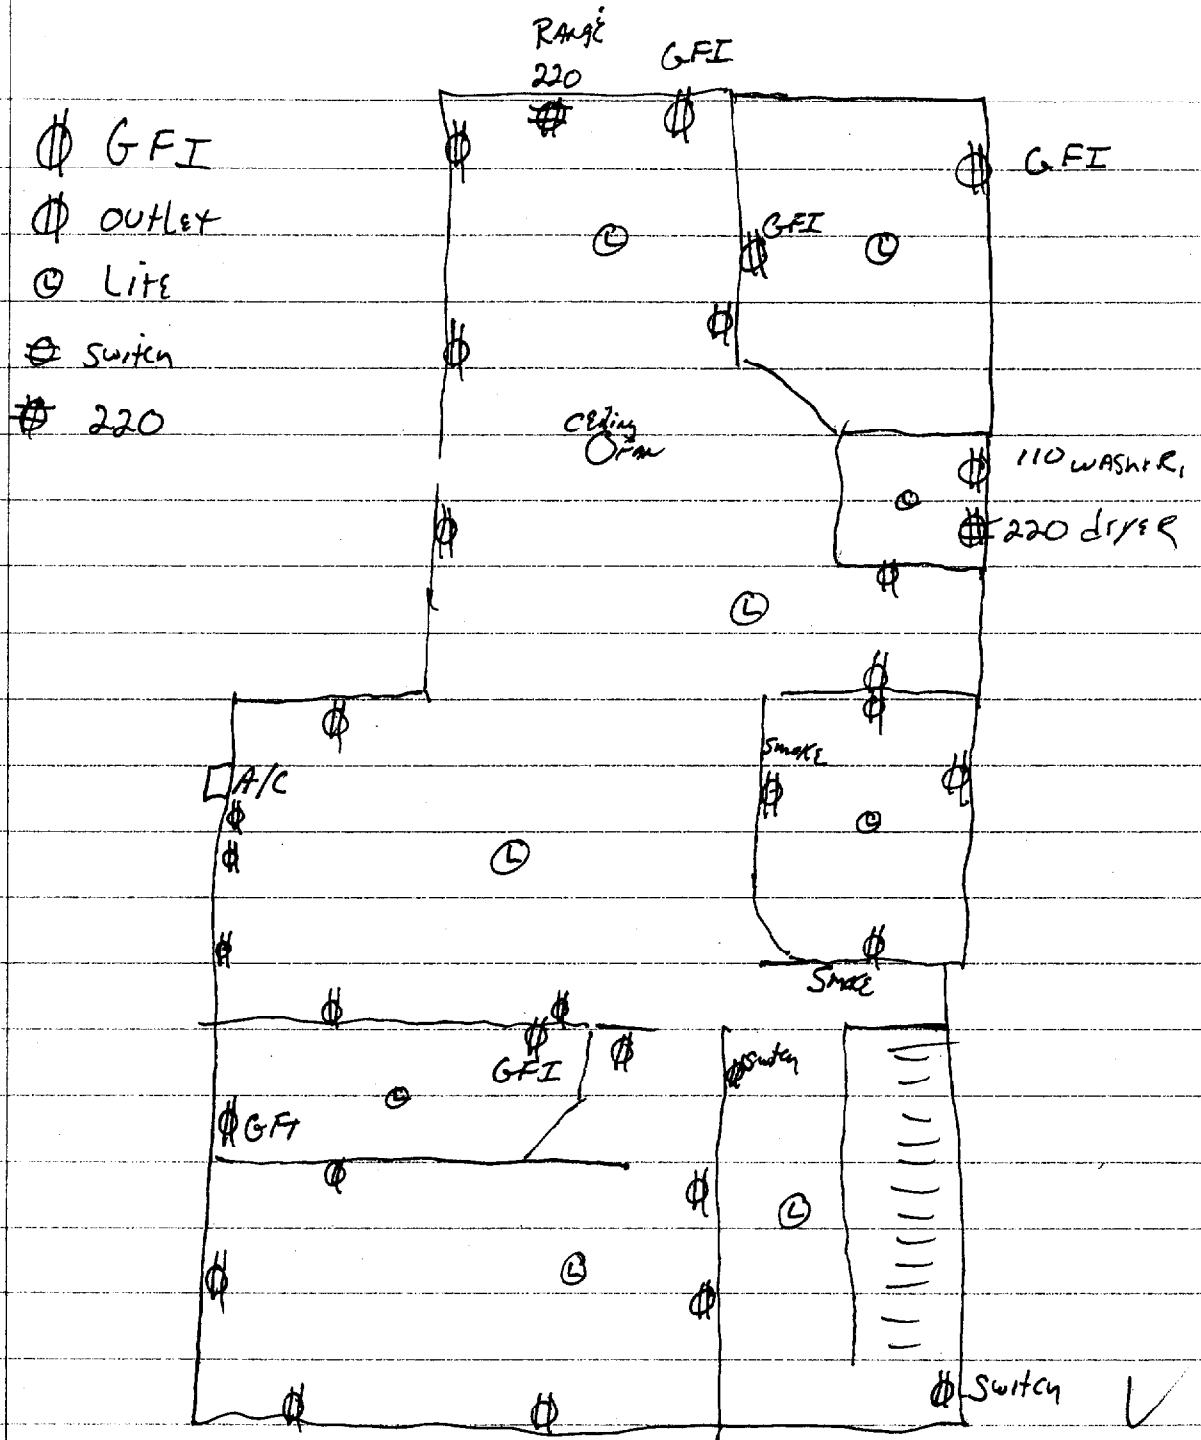 RANGE
220
GFI
GFI
OUTLET
LITE
Switch
220
GFI
GFI
L
L
Ceiling
Fan
110 WASHER
L
220 dryer
L
A/C
Smoke
L
L
Smoke
GFI
Switch
L
GFI
L
L
Switch